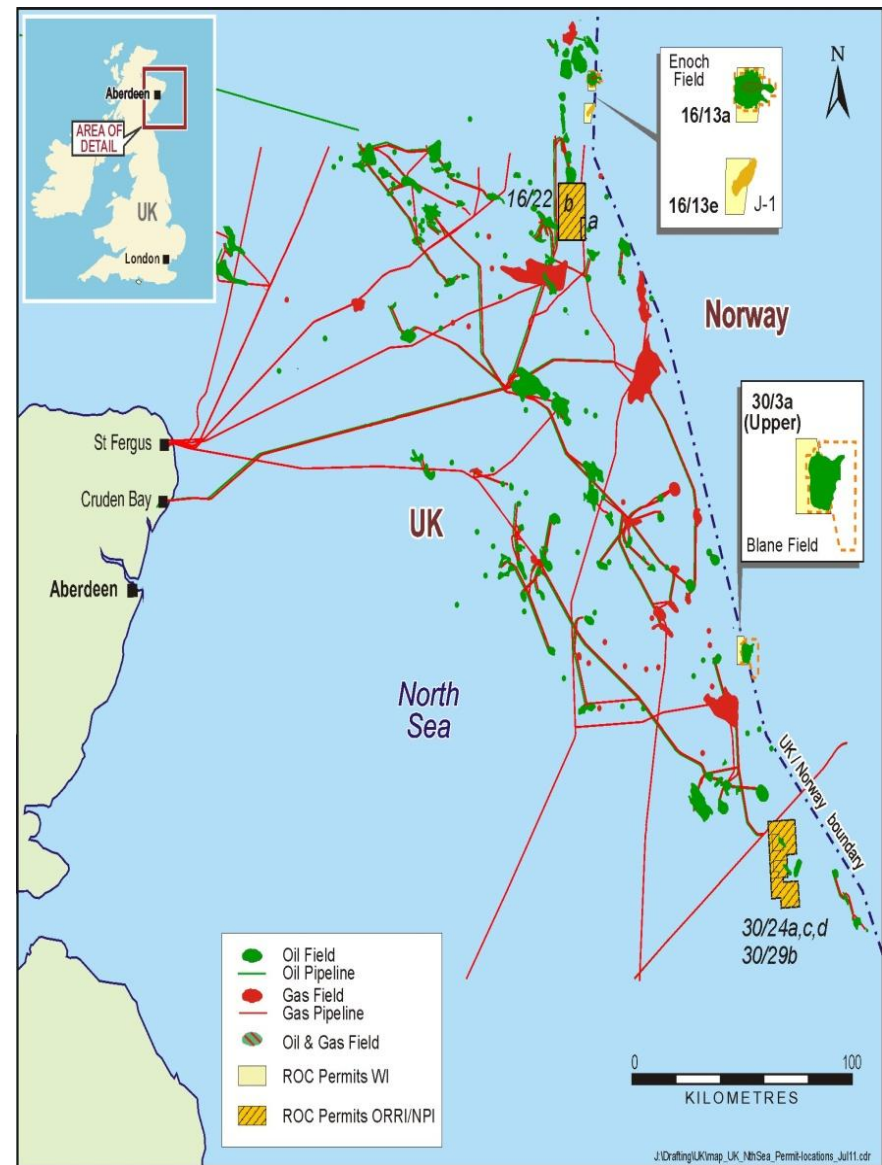 Aberdeen
AREA OF
DETAIL
UK
London
Enoch
Field
16/13a
16/13e
J-1
N
16/22
b
a
Norway
30/3a
(Upper)
Blane Field
St Fergus
Cruden Bay
UK
Aberdeen
North
Sea
UK / Norway boundary
30/24a,c,d
30/29b
Oil Field
Oil Pipeline
Gas Field
Gas Pipeline
Oil & Gas Field
ROC Permits WI
ROC Permits ORRI/NPI
0
100
KILOMETRES
J:\Drafting\UK\map_UK_NthSea_Permit-locations_Jul11.cdr